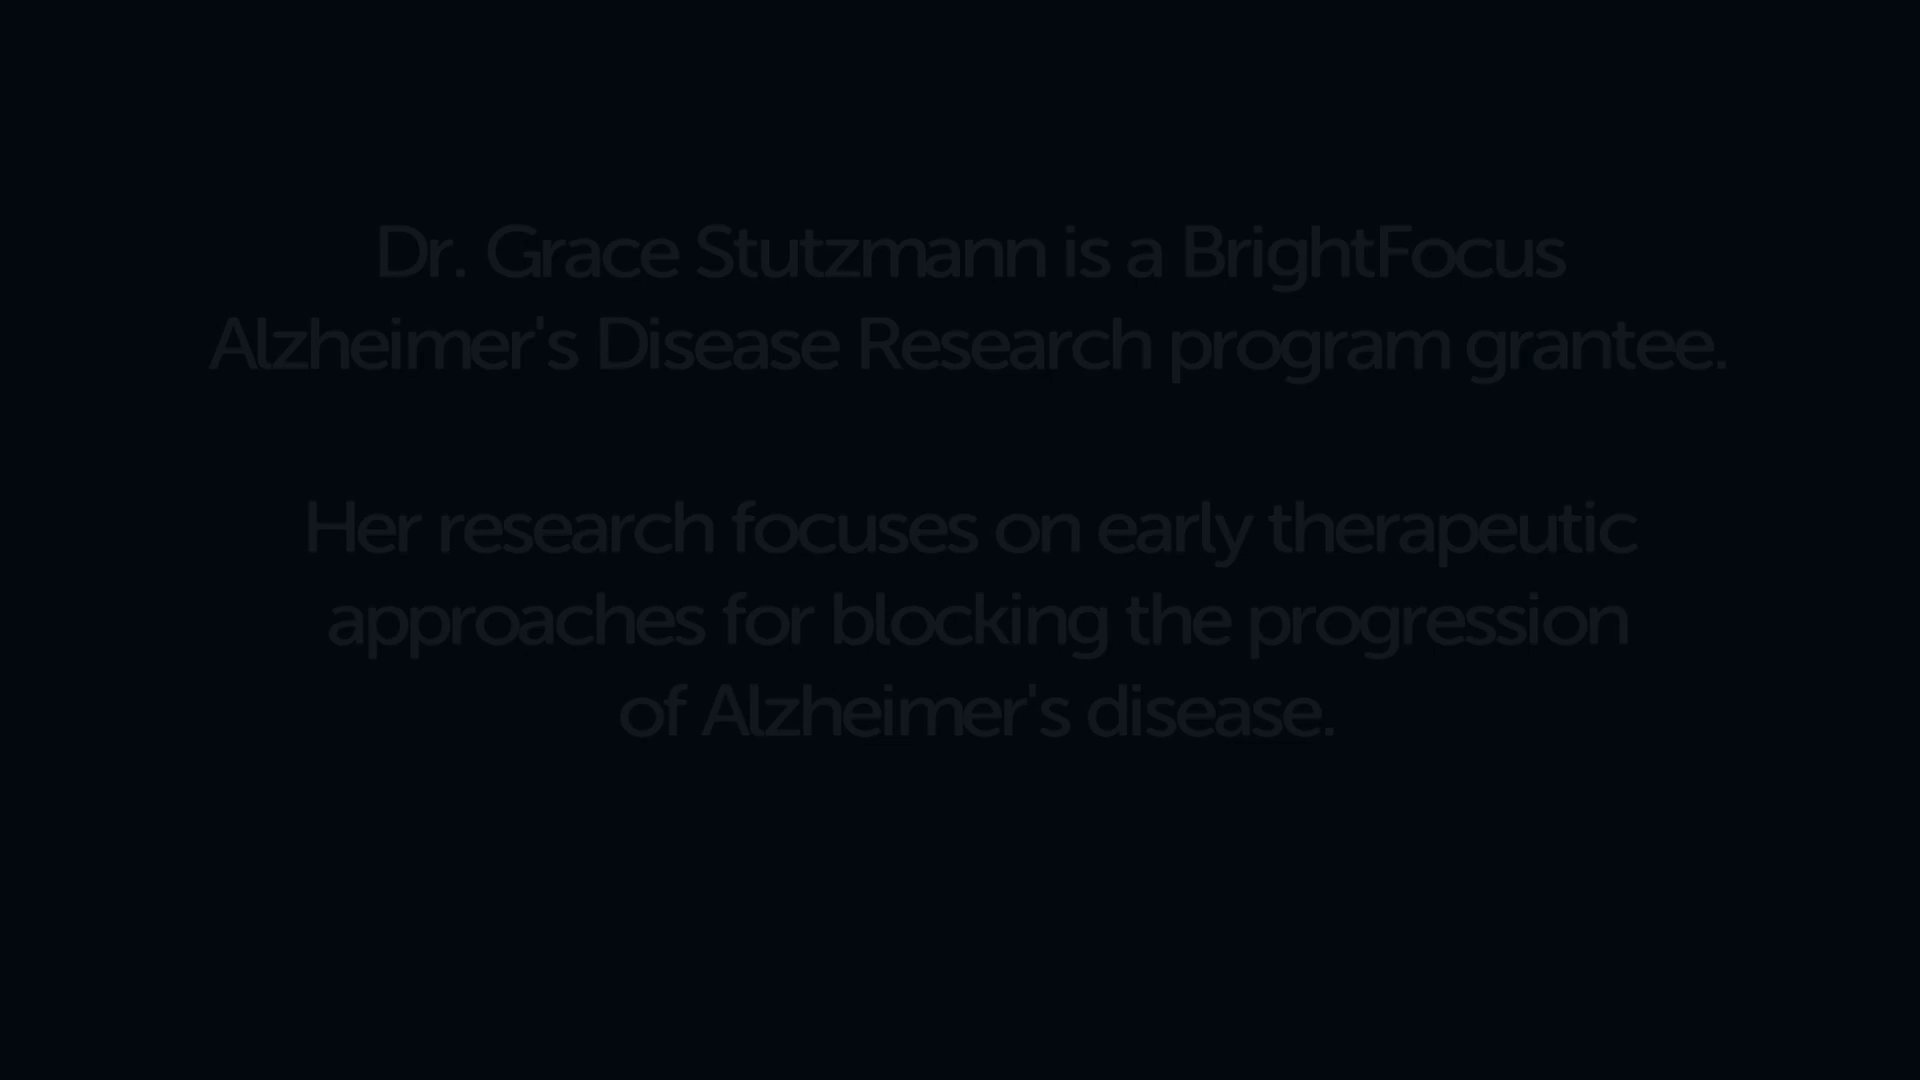 Dr. Grace Stutzmann is a BrightFocus
Alzheimer's Disease Research program grantee.
Her research focuses on early therapeutic
approaches for blocking the progression
of Alzheimer's disease.